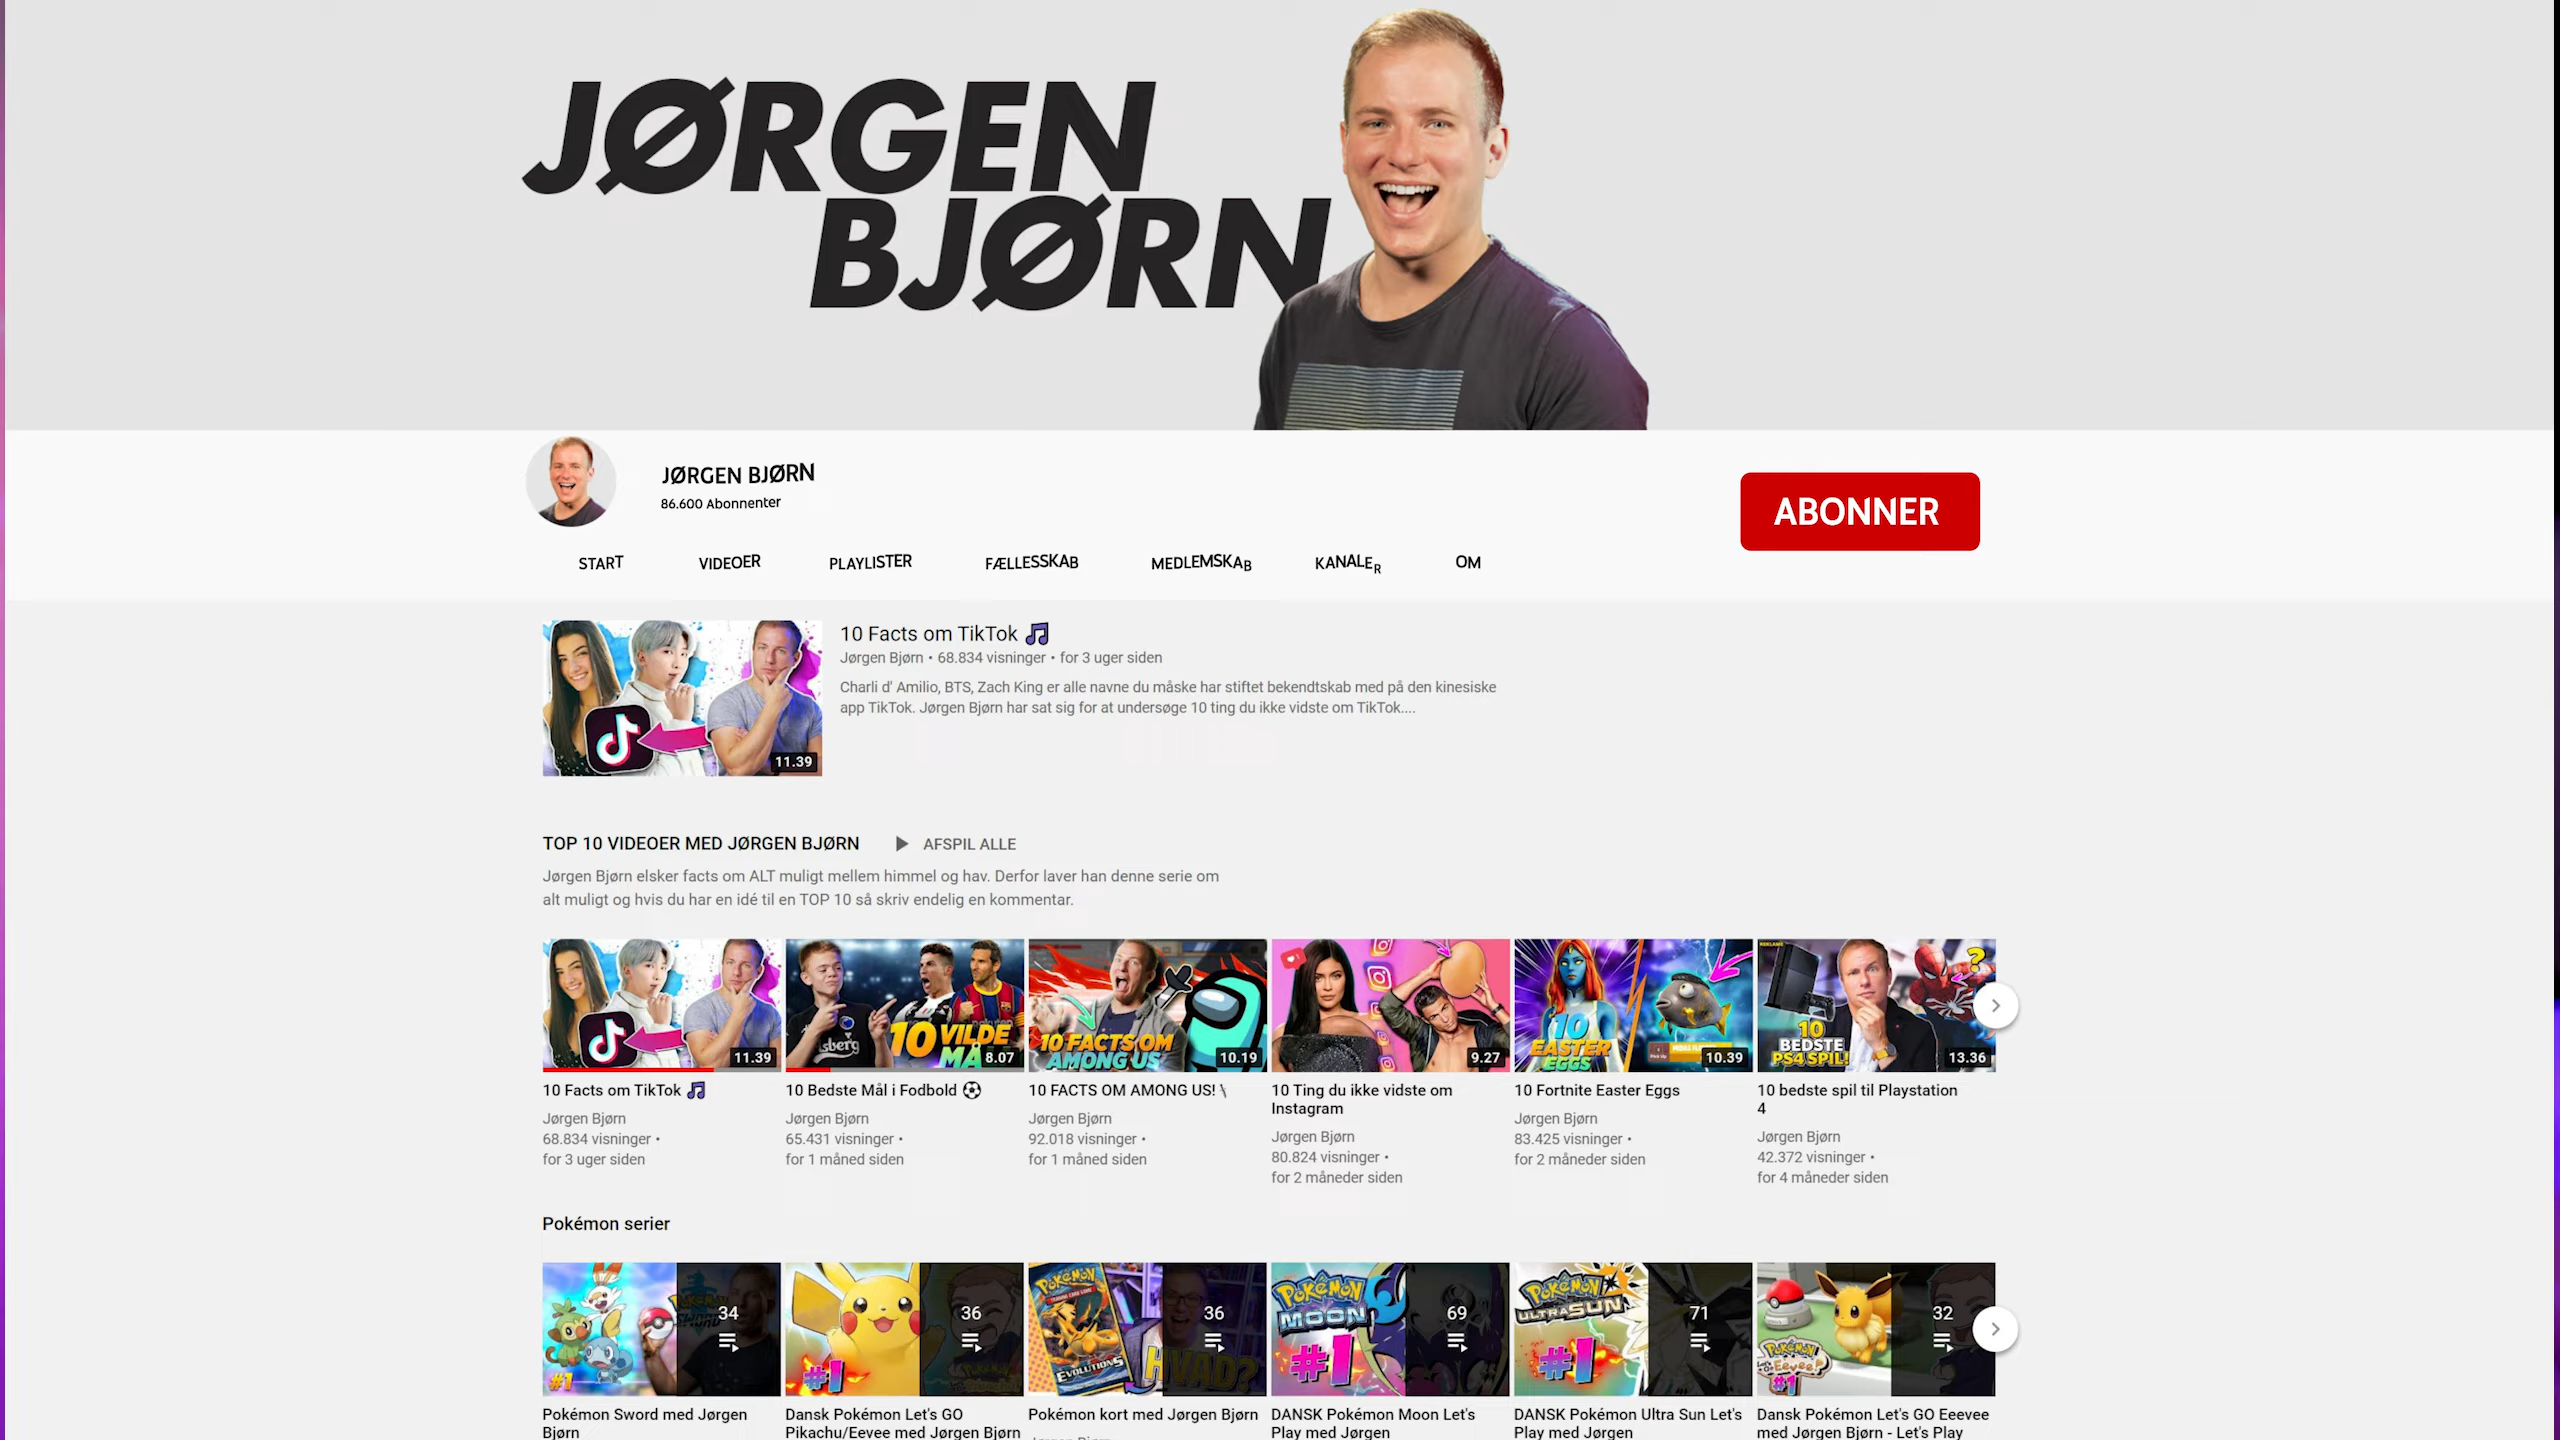 JØRGEN
BJØRN
JØRGEN BJØRN
86.600 Abonnenter
ABONNER
START VIDEOER PLAYLISTER FÆLLESSKAB MEDLEMSKAB KANALER OM
10 Facts om TikTok 🎵
Jørgen Bjørn • 68.834 visninger • for 3 uger siden
Charli d' Amilio, BTS, Zach King er alle navne du måske har stiftet bekendtskab med på den kinesiske
app TikTok. Jørgen Bjørn har sat sig for at undersøge 10 ting du ikke vidste om TikTok....
11.39
TOP 10 VIDEOER MED JØRGEN BJØRN AFSPIL ALLE
Jørgen Bjørn elsker facts om ALT muligt mellem himmel og hav. Derfor laver han denne serie om
alt muligt og hvis du har en idé til en TOP 10 så skriv endelig en kommentar.
11.39
10 Facts om TikTok 🎵
Jørgen Bjørn
68.834 visninger •
for 3 uger siden
10 VILDE
MÅ
8.07
10 Bedste Mål i Fodbold ⚽
Jørgen Bjørn
65.431 visninger •
for 1 måned siden
10 FACTS OM
AMONG US
10.19
10 FACTS OM AMONG US!
Jørgen Bjørn
92.018 visninger •
for 1 måned siden
9.27
10 Ting du ikke vidste om
Instagram
Jørgen Bjørn
80.824 visninger •
for 2 måneder siden
10
EASTER
EGGS
10.39
10 Fortnite Easter Eggs
Jørgen Bjørn
83.425 visninger •
for 2 måneder siden
REKLAME
?
10
BEDSTE
PS4 SPIL!
13.36
10 bedste spil til Playstation
4
Jørgen Bjørn
42.372 visninger •
for 4 måneder siden
Pokémon serier
#1
34
Pokémon Sword med Jørgen
Bjørn
#1
36
Dansk Pokémon Let's GO
Pikachu/Eevee med Jørgen Bjørn
Pokémon
EVOLUTIONS
HVAD?
36
Pokémon kort med Jørgen Bjørn
Pokémon
MOON
#1
69
DANSK Pokémon Moon Let's
Play med Jørgen
Pokémon
ULTRA SUN
#1
71
DANSK Pokémon Ultra Sun Let's
Play med Jørgen
Pokémon
Let's Go Eevee!
#1
32
Dansk Pokémon Let's GO Eeevee
med Jørgen Bjørn - Let's Play